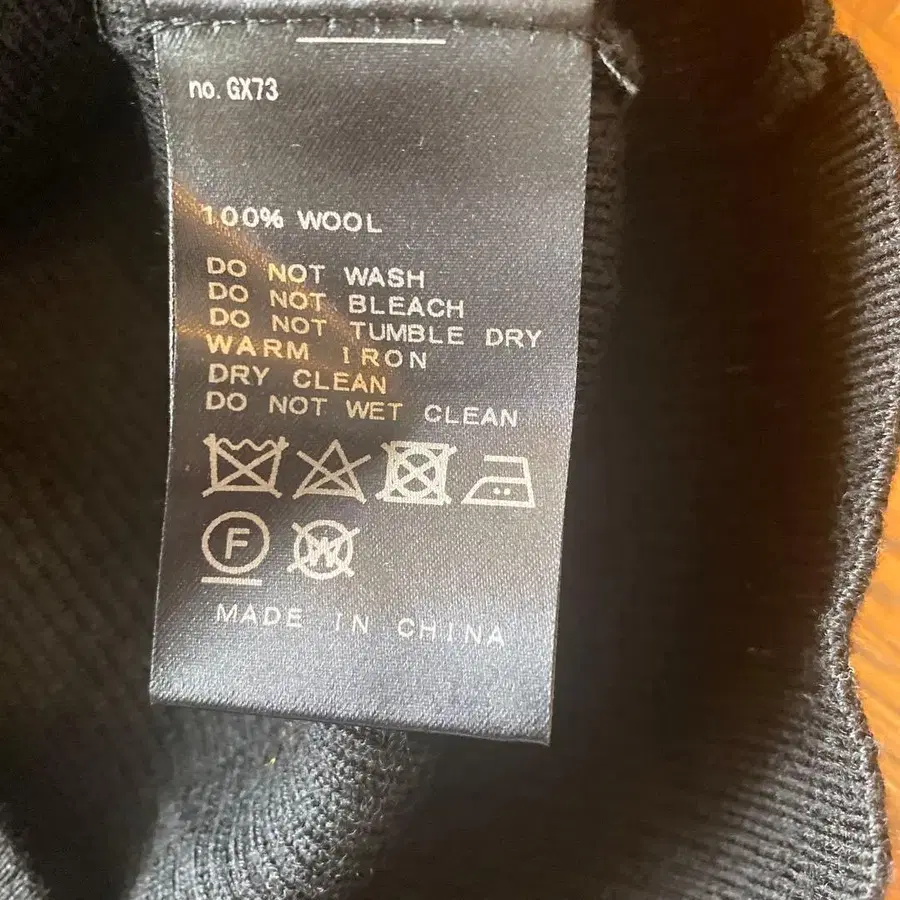 no. GX73
100% WOOL
DO NOT WASH
DO NOT BLEACH
DO NOT TUMBLE DRY
WARM IRON
DRY CLEAN
DO NOT WET CLEAN
F W
MADE IN CHINA